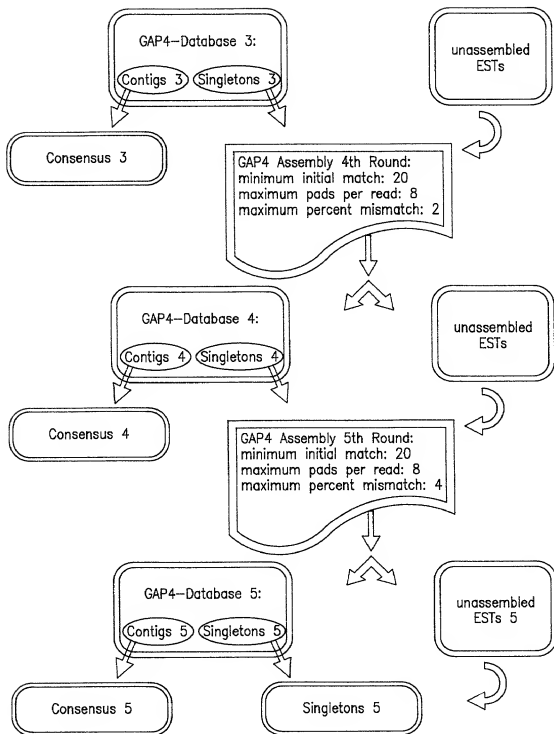 GAP4-Database 3:
Contigs 3 Singletons 3
unassembled
ESTs
Consensus 3
GAP4 Assembly 4th Round:
minimum initial match: 20
maximum pads per read: 8
maximum percent mismatch: 2
GAP4-Database 4:
Contigs 4 Singletons 4
unassembled
ESTs
Consensus 4
GAP4 Assembly 5th Round:
minimum initial match: 20
maximum pads per read: 8
maximum percent mismatch: 4
GAP4-Database 5:
Contigs 5 Singletons 5
unassembled
ESTs 5
Consensus 5
Singletons 5